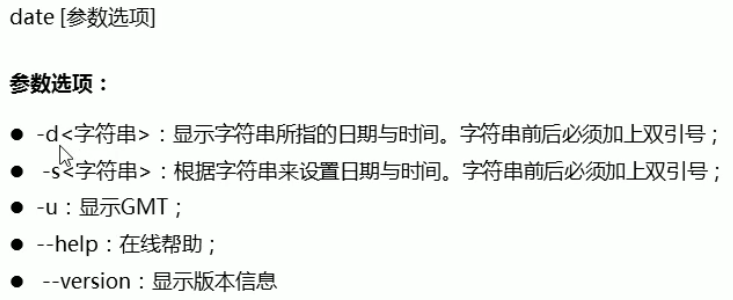 date [参数选项]
参数选项：
● -d<字符串>：显示字符串所指的日期与时间。字符串前后必须加上双引号；
● -s<字符串>：根据字符串来设置日期与时间。字符串前后必须加上双引号；
● -u：显示GMT；
● --help：在线帮助；
● --version：显示版本信息